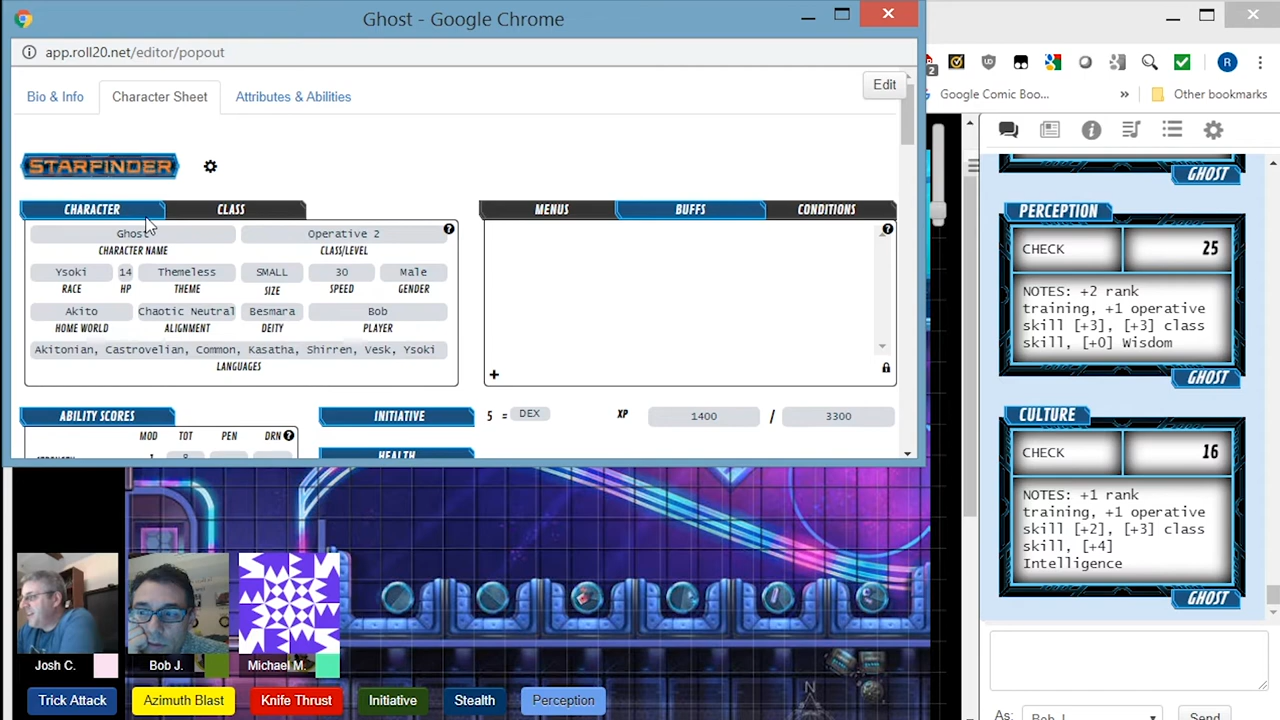 Ghost - Google Chrome
app.roll20.net/editor/popout
Bio & Info
Character Sheet
Attributes & Abilities
Edit
STARFINDER
CHARACTER
CLASS
Ghost
Operative 2
CHARACTER NAME
CLASS/LEVEL
Ysoki
14
Themeless
SMALL
30
Male
RACE
HP
THEME
SIZE
SPEED
GENDER
Akito
Chaotic Neutral
Besmara
Bob
HOME WORLD
ALIGNMENT
DEITY
PLAYER
Akitonian, Castrovelian, Common, Kasatha, Shirren, Vesk, Ysoki
LANGUAGES
MENUS
BUFFS
CONDITIONS
+
ABILITY SCORES
MOD
TOT
PEN
DRN
INITIATIVE
5 = DEX
XP
1400 / 3300
HEALTH
Josh C.
Bob J.
Michael M.
Trick Attack
Azimuth Blast
Knife Thrust
Initiative
Stealth
Perception
2
R
Google Comic Boo...
»
Other bookmarks
GHOST
PERCEPTION
CHECK
25
NOTES: +2 rank
training, +1 operative
skill [+3], [+3] class
skill, [+0] Wisdom
GHOST
CULTURE
CHECK
16
NOTES: +1 rank
training, +1 operative
skill [+2], [+3] class
skill, [+4]
Intelligence
GHOST
As:
Bob J.
Send